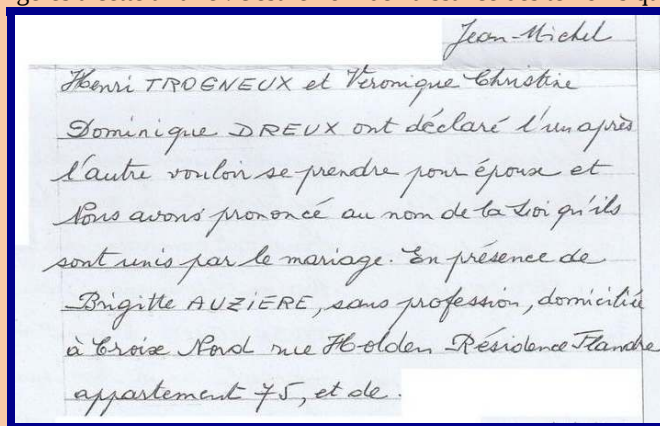 Jean-Michel
Henri TROGNEUX et Véronique Christine
Dominique DREUX ont déclaré l'un après
l'autre vouloir se prendre pour époux et
Nous avons prononcé au nom de la Loi qu'ils
sont unis par le mariage. En présence de
Brigitte AUZIERE, sans profession, domiciliée
à Croix Nord rue Holden Résidence Flandre
appartement 75, et de